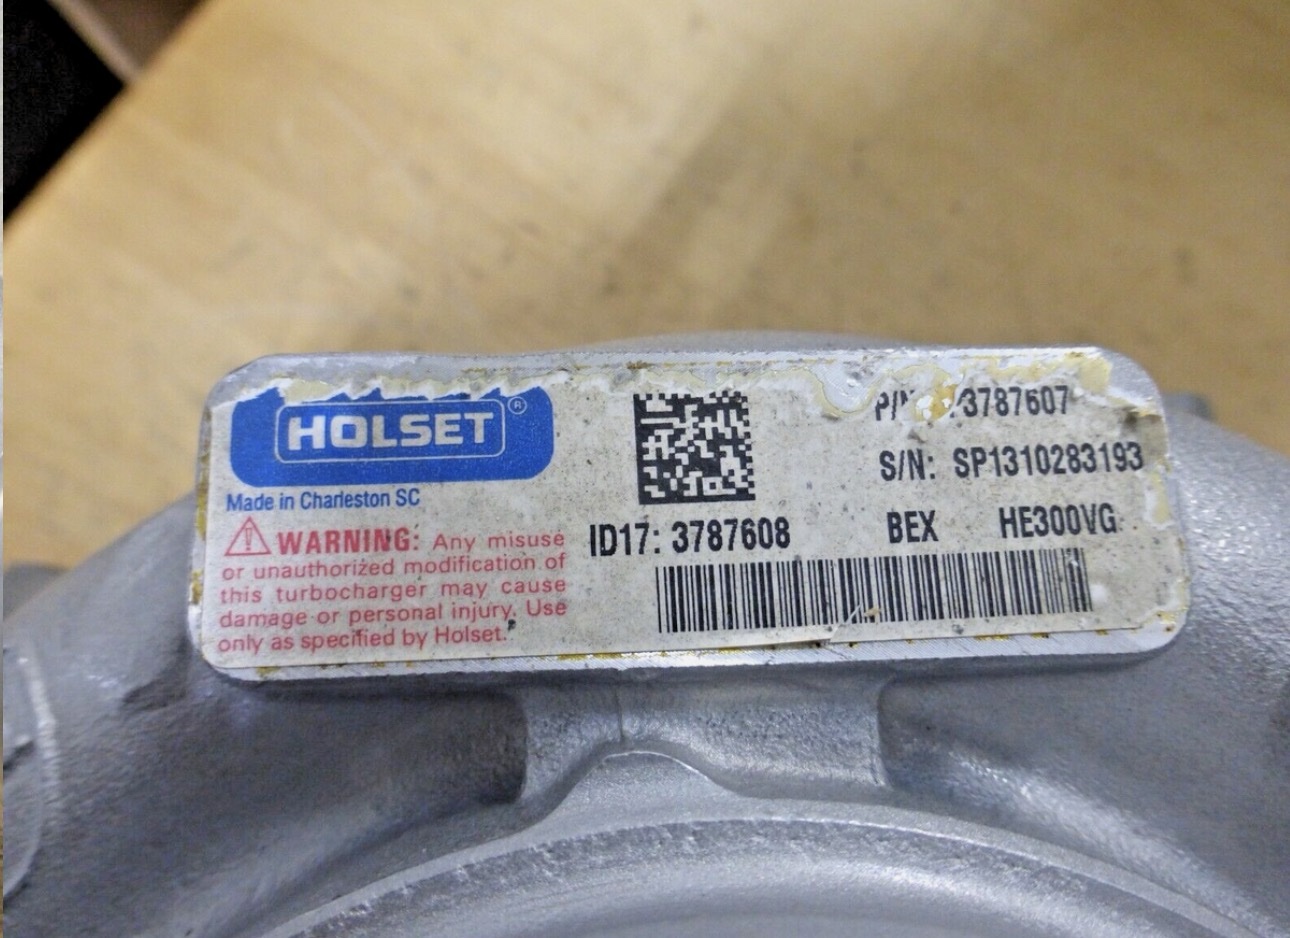 HOLSET®
Made in Charleston SC
WARNING: Any misuse
or unauthorized modification of
this turbocharger may cause
damage or personal injury. Use
only as specified by Holset.
ID17: 3787608
3787607
S/N: SP1310283193
BEX HE300VG